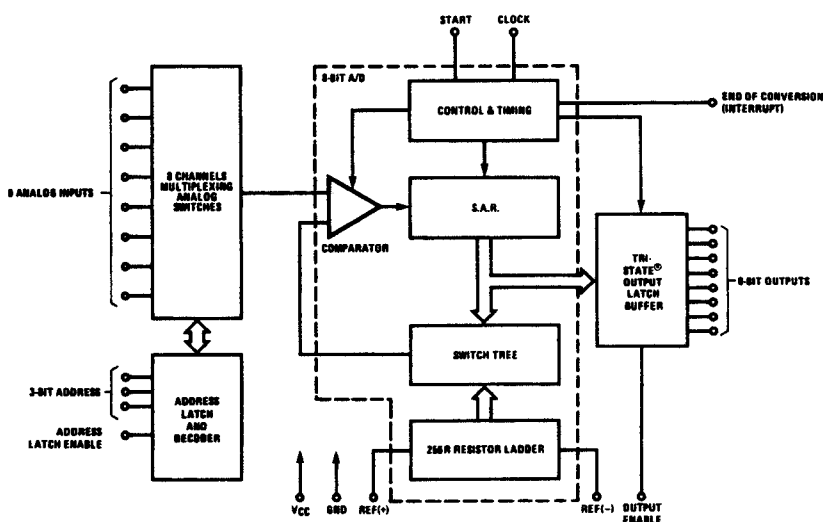 START
CLOCK
8-BIT A/D
END OF CONVERSION
(INTERRUPT)
CONTROL & TIMING
8 CHANNELS
MULTIPLEXING
ANALOG
SWITCHES
8 ANALOG INPUTS
S.A.R.
COMPARATOR
TRI-
STATE®
OUTPUT
LATCH
BUFFER
8-BIT OUTPUTS
SWITCH TREE
3-BIT ADDRESS
ADDRESS
LATCH
AND
DECODER
ADDRESS
LATCH ENABLE
256R RESISTOR LADDER
VCC
GND
REF(+)
REF(−)
OUTPUT
ENABLE